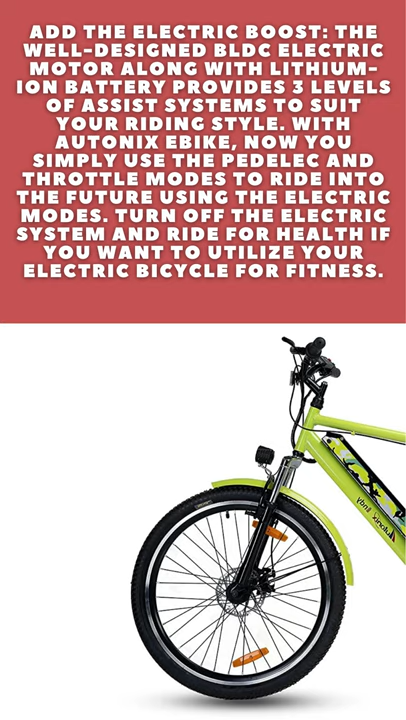 ADD THE ELECTRIC BOOST: THE
WELL-DESIGNED BLDC ELECTRIC
MOTOR ALONG WITH LITHIUM-
ION BATTERY PROVIDES 3 LEVELS
OF ASSIST SYSTEMS TO SUIT
YOUR RIDING STYLE. WITH
AUTONIX EBIKE, NOW YOU
SIMPLY USE THE PEDELEC AND
THROTTLE MODES TO RIDE INTO
THE FUTURE USING THE ELECTRIC
MODES. TURN OFF THE ELECTRIC
SYSTEM AND RIDE FOR HEALTH IF
YOU WANT TO UTILIZE YOUR
ELECTRIC BICYCLE FOR FITNESS.